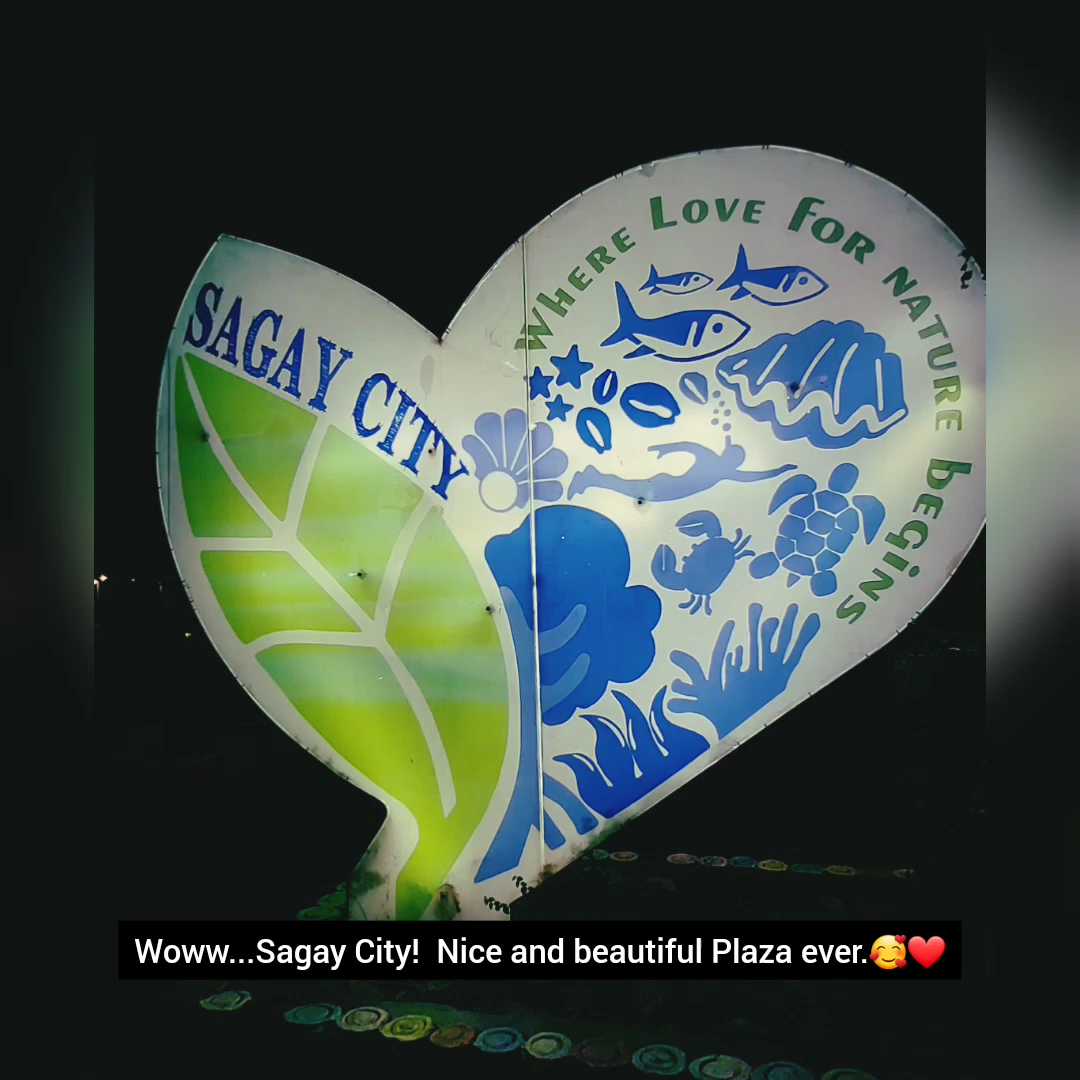 SAGAY CITY
WHERE LOVE FOR NATURE bEGiNS
Woww...Sagay City!  Nice and beautiful Plaza ever.🥰❤️